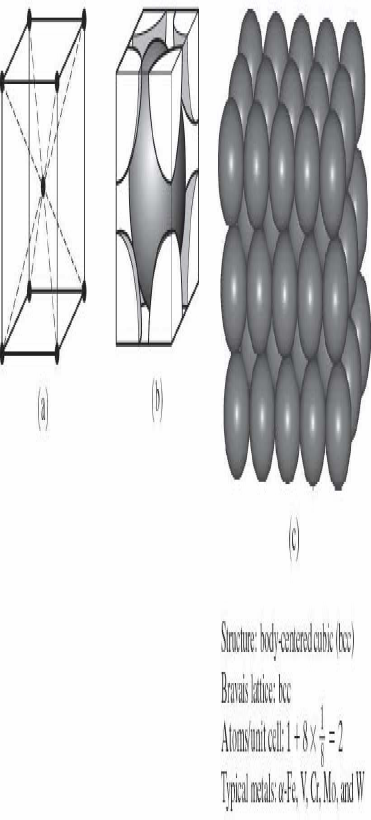 (a)
(b)
(c)
Structure: body-centered cubic (bcc)
Bravais lattice: bcc
Atoms/unit cell: 1 + 8 × 1/8 = 2
Typical metals: α-Fe, V, Cr, Mo, and W